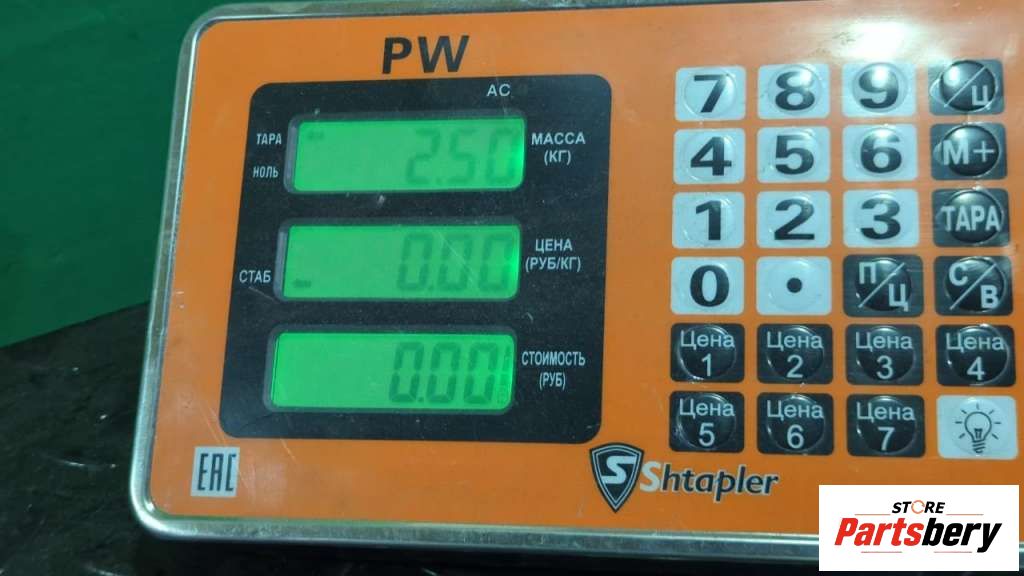 PW
AC
ТАРА
НОЛЬ
2.50
МАССА
(КГ)
СТАБ
0.00
ЦЕНА
(РУБ/КГ)
0.00
СТОИМОСТЬ
(РУБ)
7 8 9 /Ц
4 5 6 М+
1 2 3 ТАРА
0 . П/Ц С/В
Цена 1 Цена 2 Цена 3 Цена 4
Цена 5 Цена 6 Цена 7
EAC
S Shtapler
STORE
Partsbery